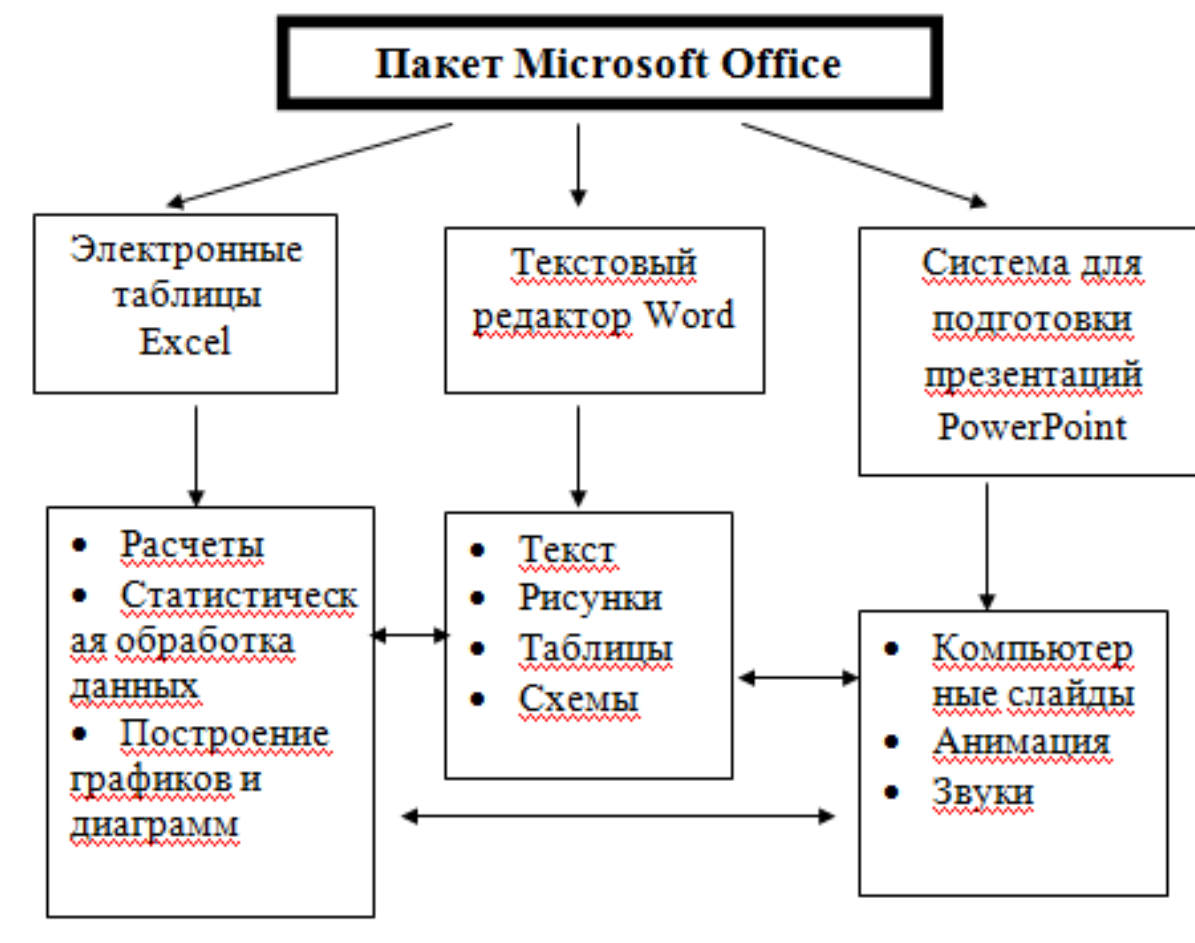 Пакет Microsoft Office
Электронные
таблицы
Excel
Текстовый
редактор Word
Система для
подготовки
презентаций
PowerPoint
• Расчеты
• Статистическ
ая обработка
данных
• Построение
графиков и
диаграмм
• Текст
• Рисунки
• Таблицы
• Схемы
• Компьютер
ные слайды
• Анимация
• Звуки